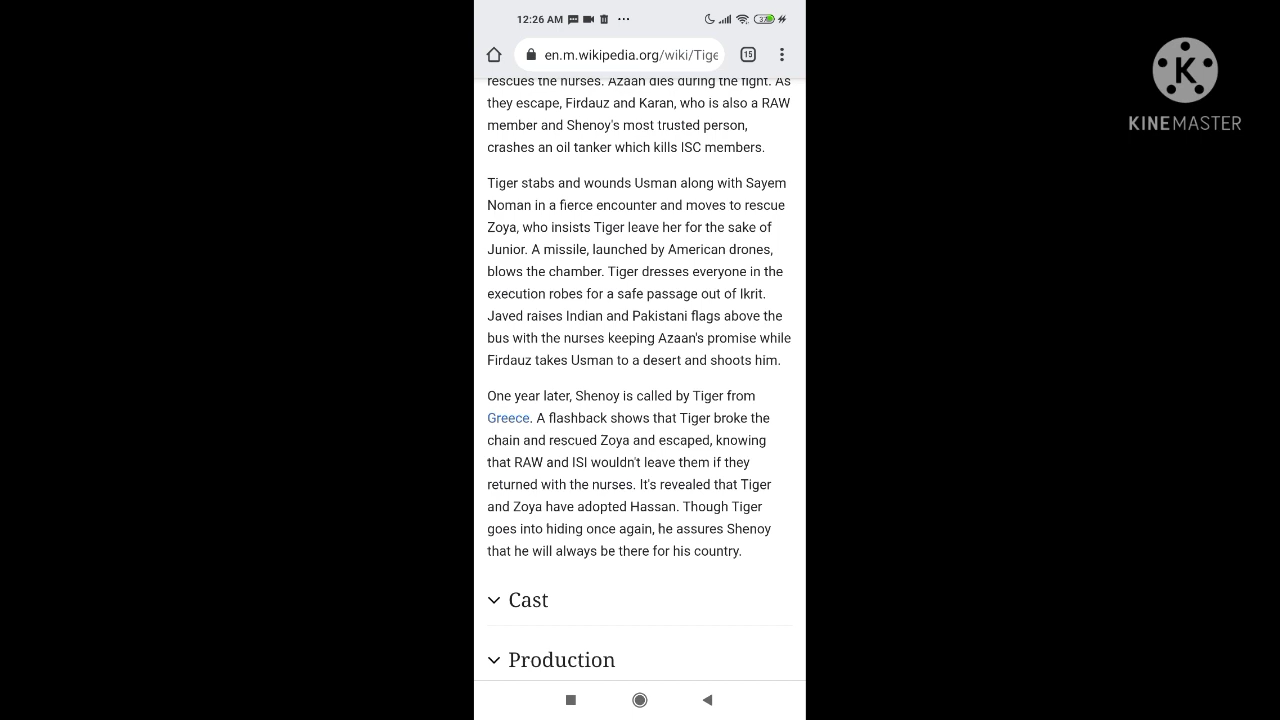 12:26 AM
37
en.m.wikipedia.org/wiki/Tige
15
K
KINEMASTER
rescues the nurses. Azaan dies during the fight. As
they escape, Firdauz and Karan, who is also a RAW
member and Shenoy's most trusted person,
crashes an oil tanker which kills ISC members.
Tiger stabs and wounds Usman along with Sayem
Noman in a fierce encounter and moves to rescue
Zoya, who insists Tiger leave her for the sake of
Junior. A missile, launched by American drones,
blows the chamber. Tiger dresses everyone in the
execution robes for a safe passage out of Ikrit.
Javed raises Indian and Pakistani flags above the
bus with the nurses keeping Azaan's promise while
Firdauz takes Usman to a desert and shoots him.
One year later, Shenoy is called by Tiger from
Greece. A flashback shows that Tiger broke the
chain and rescued Zoya and escaped, knowing
that RAW and ISI wouldn't leave them if they
returned with the nurses. It's revealed that Tiger
and Zoya have adopted Hassan. Though Tiger
goes into hiding once again, he assures Shenoy
that he will always be there for his country.
Cast
Production